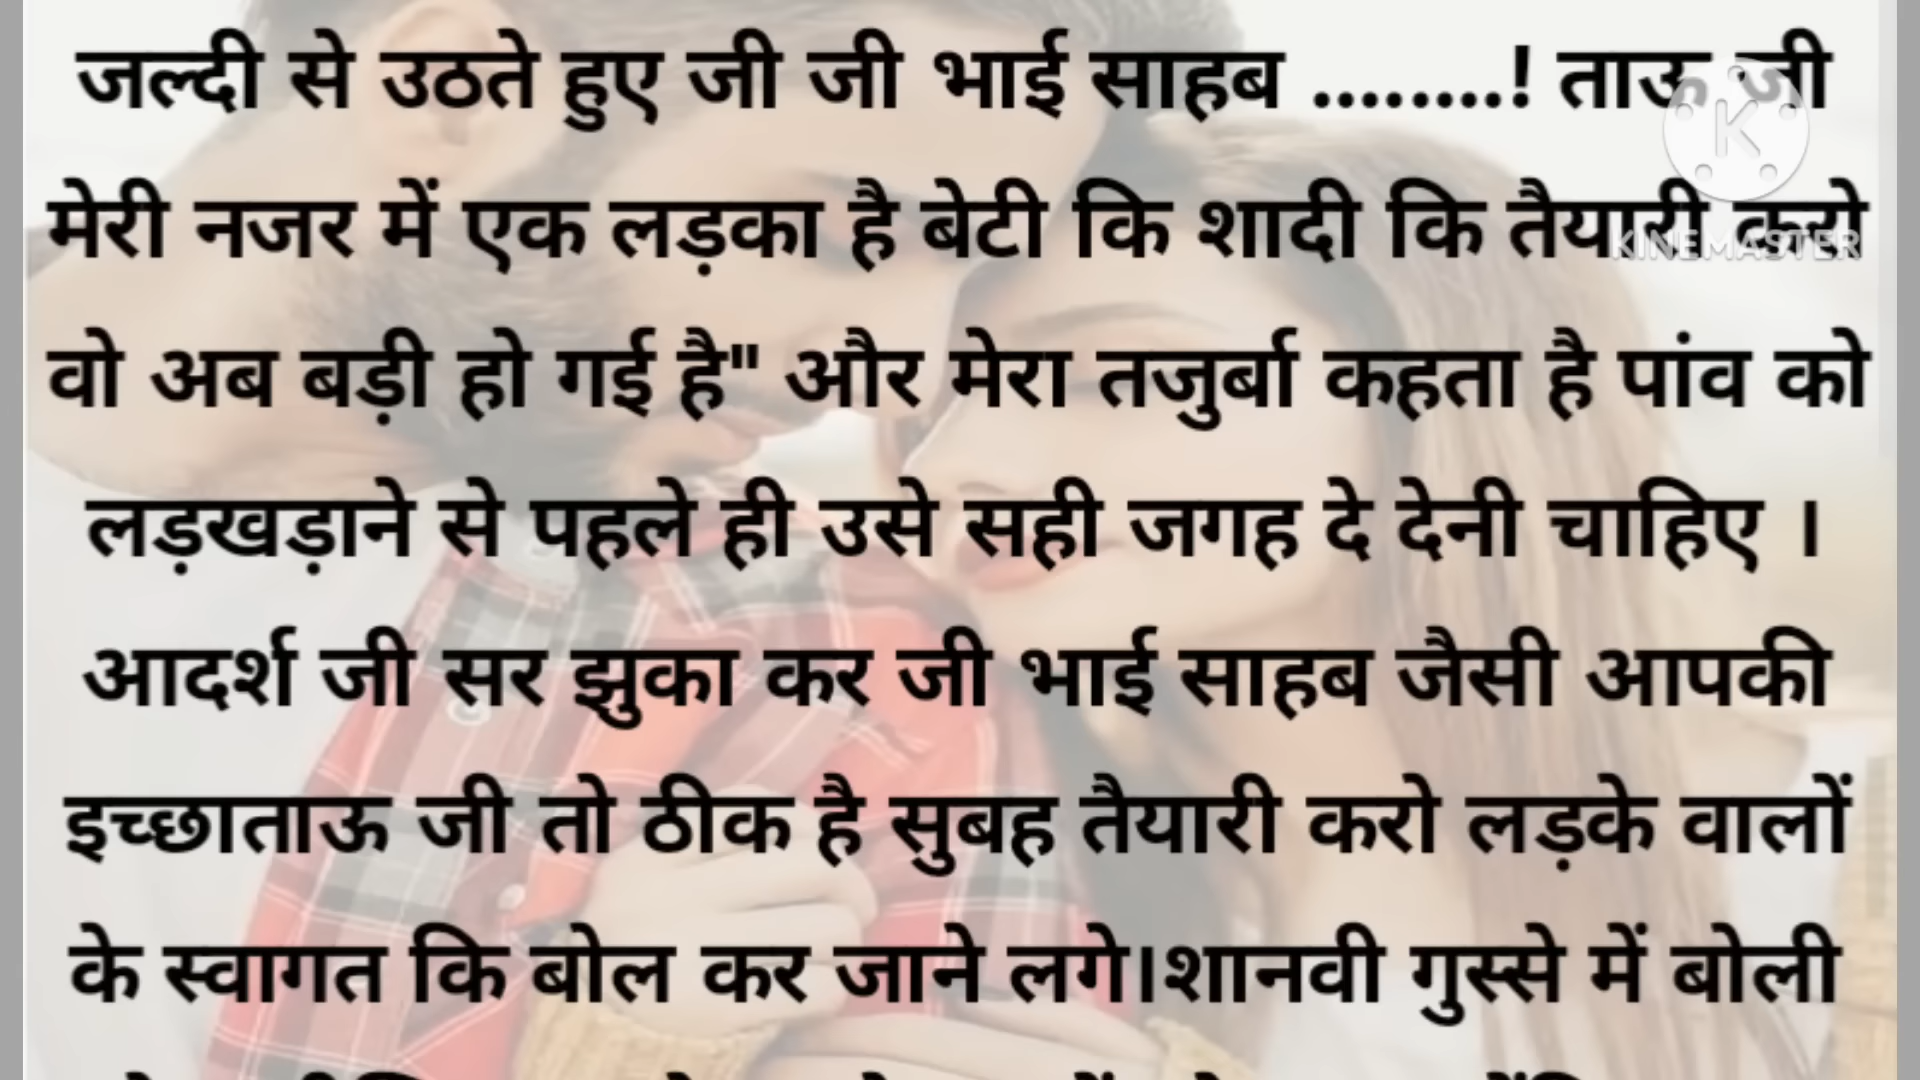 जल्दी से उठते हुए जी जी भाई साहब ........! ताऊ जी
मेरी नजर में एक लड़का है बेटी कि शादी कि तैयारी करो
वो अब बड़ी हो गई है" और मेरा तजुर्बा कहता है पांव को
लड़खड़ाने से पहले ही उसे सही जगह दे देनी चाहिए ।
आदर्श जी सर झुका कर जी भाई साहब जैसी आपकी
इच्छाताऊ जी तो ठीक है सुबह तैयारी करो लड़के वालों
के स्वागत कि बोल कर जाने लगे।शानवी गुस्से में बोली
K
KINEMASTER